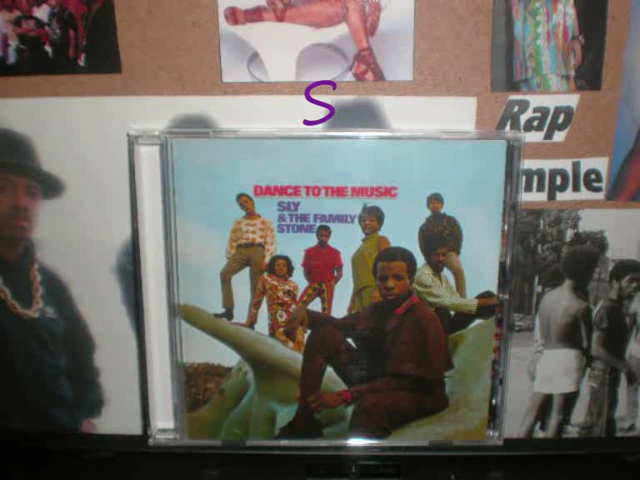 S
Rap
mple
DANCE TO THE MUSIC
SLY
& THE FAMILY
STONE